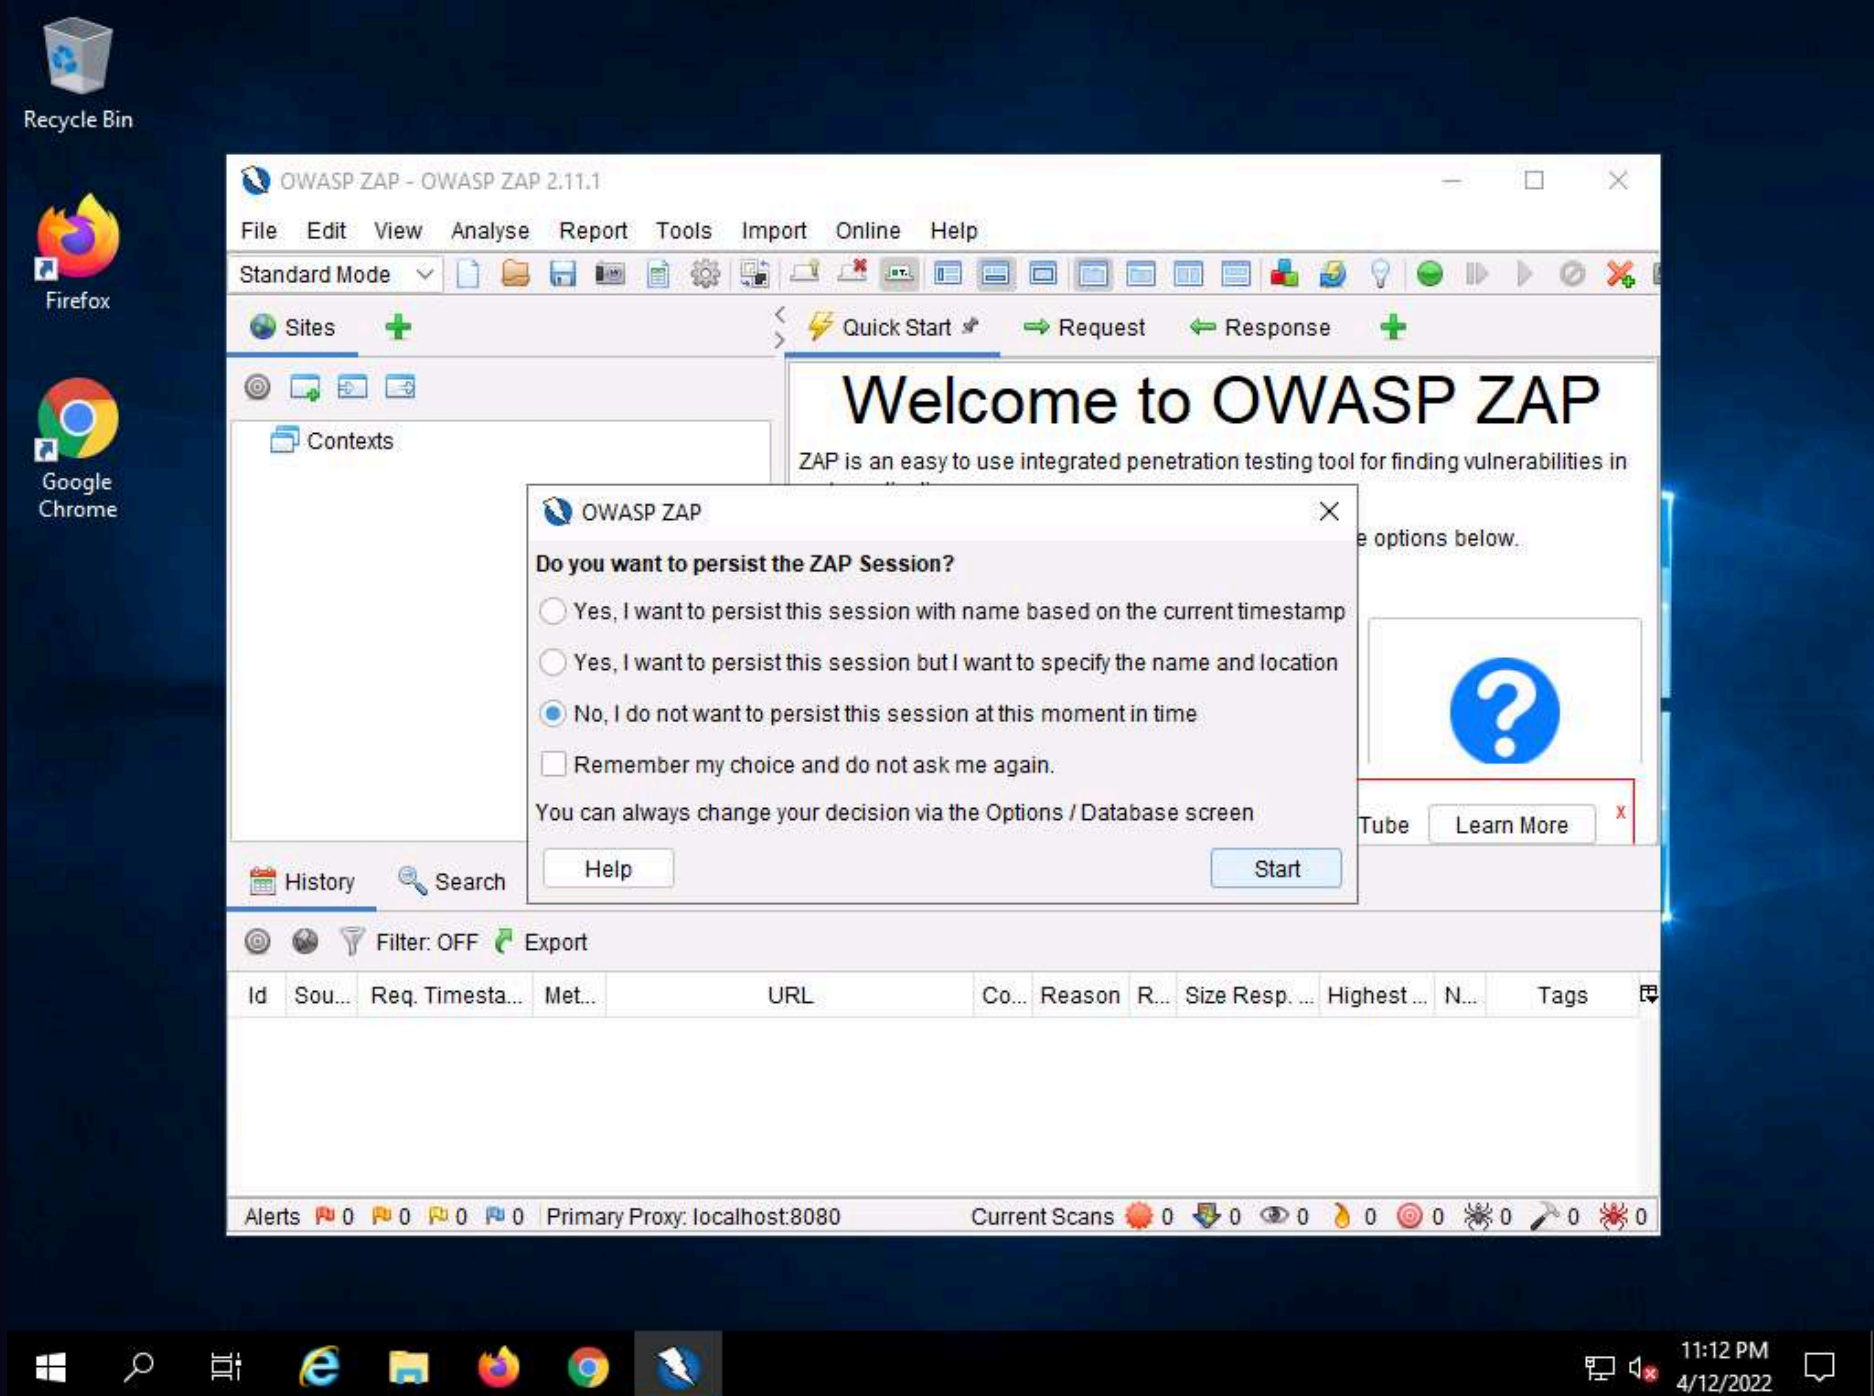 Recycle Bin
Firefox
Google
Chrome
OWASP ZAP - OWASP ZAP 2.11.1
File Edit View Analyse Report Tools Import Online Help
Standard Mode
Sites
Quick Start Request Response
Contexts
Welcome to OWASP ZAP
ZAP is an easy to use integrated penetration testing tool for finding vulnerabilities in
e options below.
OWASP ZAP
Do you want to persist the ZAP Session?
Yes, I want to persist this session with name based on the current timestamp
Yes, I want to persist this session but I want to specify the name and location
No, I do not want to persist this session at this moment in time
Remember my choice and do not ask me again.
You can always change your decision via the Options / Database screen
Help Start
Tube Learn More X
History Search
Filter: OFF Export
Id Sou... Req. Timesta... Met... URL Co... Reason R... Size Resp. ... Highest ... N... Tags
Alerts 0 0 0 0 Primary Proxy: localhost:8080 Current Scans 0 0 0 0 0 0 0 0
11:12 PM
4/12/2022